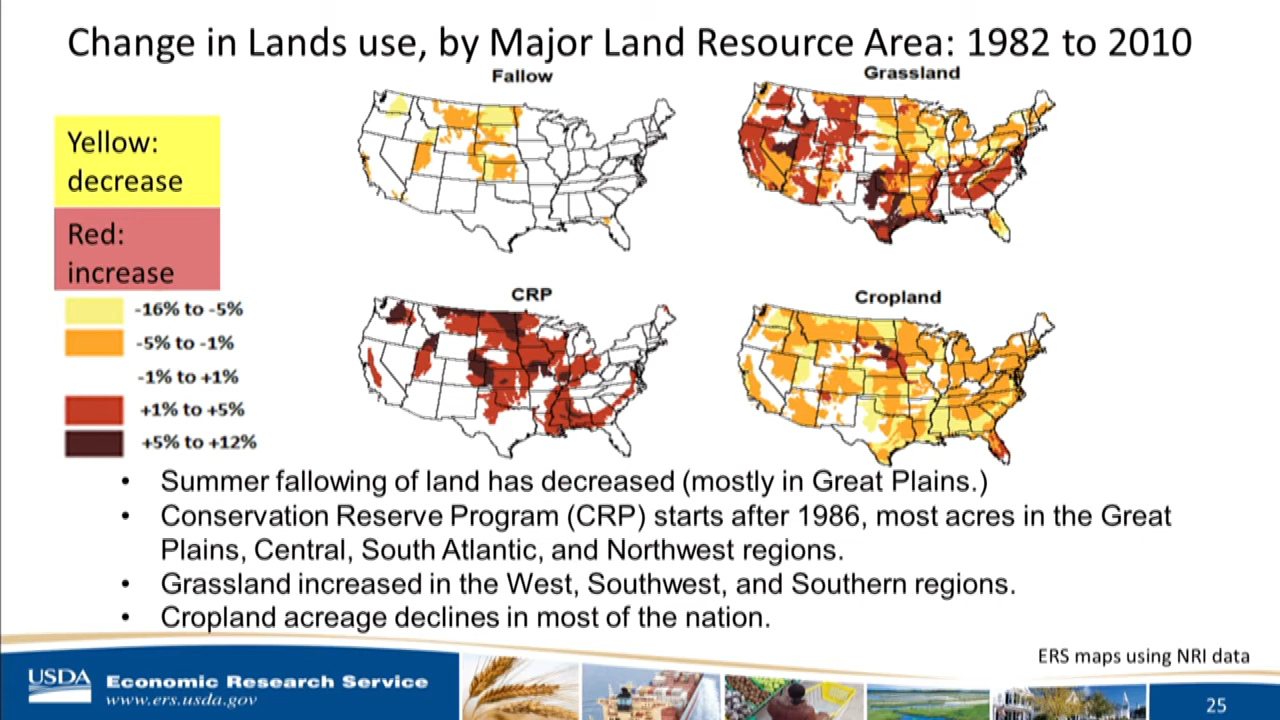 Change in Lands use, by Major Land Resource Area: 1982 to 2010
Fallow
Grassland
Yellow:
decrease
Red:
increase
-16% to -5%
-5% to -1%
-1% to +1%
+1% to +5%
+5% to +12%
CRP
Cropland
• Summer fallowing of land has decreased (mostly in Great Plains.)
• Conservation Reserve Program (CRP) starts after 1986, most acres in the Great
Plains, Central, South Atlantic, and Northwest regions.
• Grassland increased in the West, Southwest, and Southern regions.
• Cropland acreage declines in most of the nation.
ERS maps using NRI data
USDA Economic Research Service
www.ers.usda.gov
25